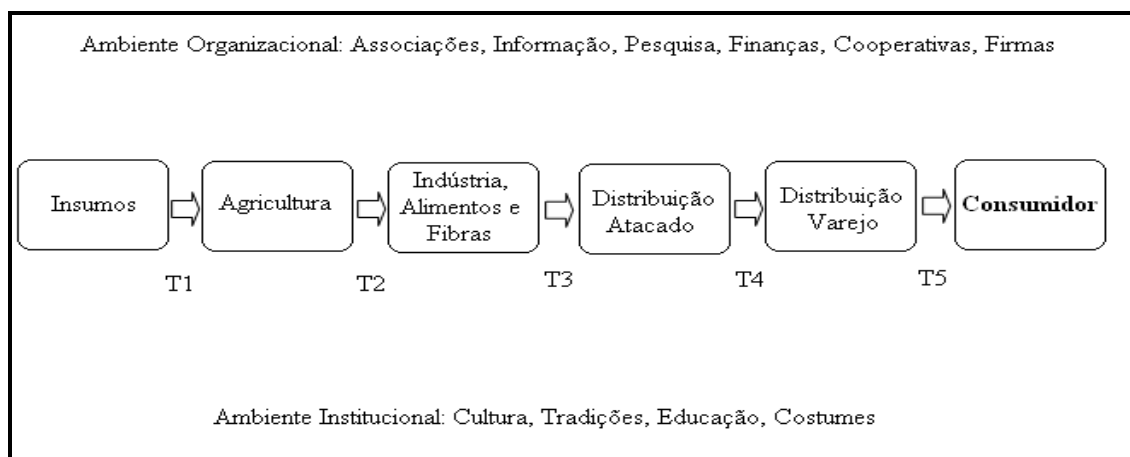 Ambiente Organizacional: Associações, Informação, Pesquisa, Finanças, Cooperativas, Firmas
Insumos
Agricultura
Indústria,
Alimentos e
Fibras
Distribuição
Atacado
Distribuição
Varejo
Consumidor
T1
T2
T3
T4
T5
Ambiente Institucional: Cultura, Tradições, Educação, Costumes